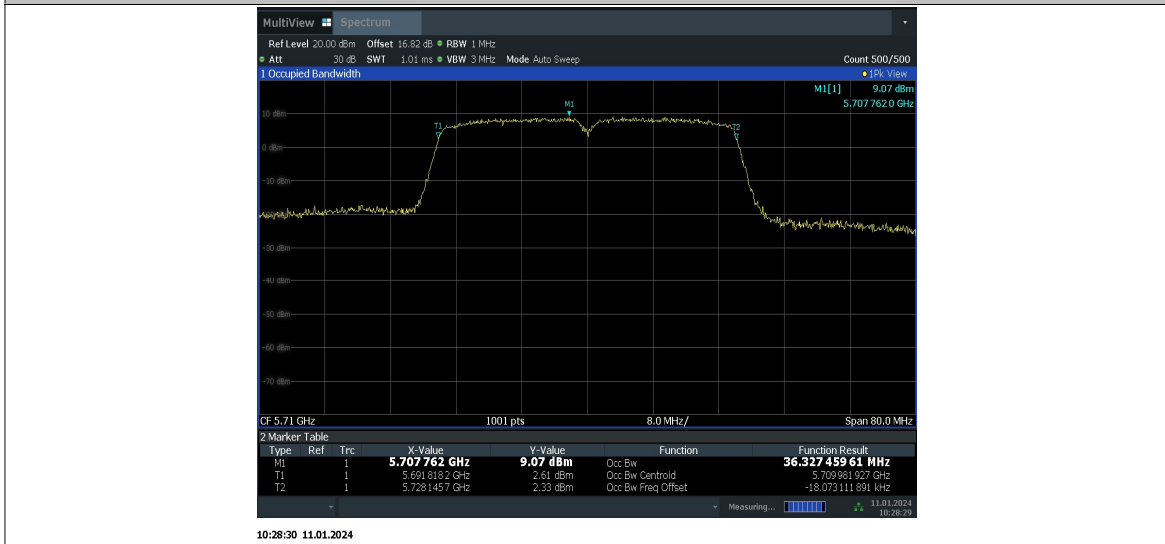 MultiView Spectrum
Ref Level 20.00 dBm Offset 16.82 dB RBW 1 MHz
Att 30 dB SWT 1.01 ms VBW 3 MHz Mode Auto Sweep Count 500/500
1 Occupied Bandwidth 1Pk View
M1[1] 9.07 dBm
5.707 762 0 GHz
M1
10 dBm
T1 T2
0 dBm
-10 dBm
-30 dBm
-40 dBm
-50 dBm
-60 dBm
-70 dBm
CF 5.71 GHz 1001 pts 8.0 MHz/ Span 80.0 MHz
2 Marker Table
Type Ref Trc X-Value Y-Value Function Function Result
M1 1 5.707 762 GHz 9.07 dBm Occ Bw 36.327 459 61 MHz
T1 1 5.691 818 2 GHz 2.61 dBm Occ Bw Centroid 5.709 981 927 GHz
T2 1 5.728 145 7 GHz 2.33 dBm Occ Bw Freq Offset -18.073 111 891 kHz
Measuring... 11.01.2024
10:28:29
10:28:30 11.01.2024